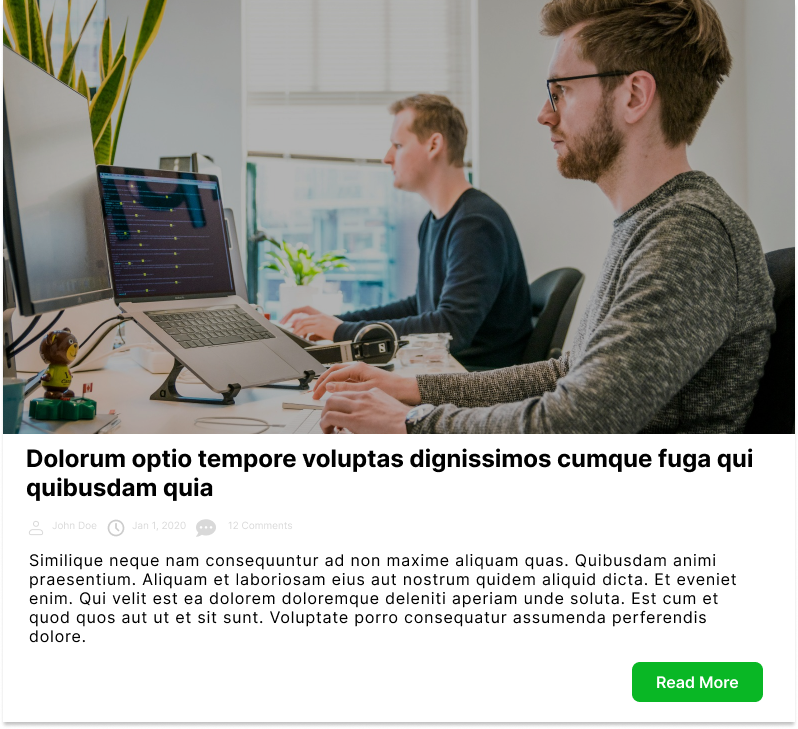 Dolorum optio tempore voluptas dignissimos cumque fuga qui
quibusdam quia
John Doe Jan 1, 2020 12 Comments
Similique neque nam consequuntur ad non maxime aliquam quas. Quibusdam animi
praesentium. Aliquam et laboriosam eius aut nostrum quidem aliquid dicta. Et eveniet
enim. Qui velit est ea dolorem doloremque deleniti aperiam unde soluta. Est cum et
quod quos aut ut et sit sunt. Voluptate porro consequatur assumenda perferendis
dolore.
Read More